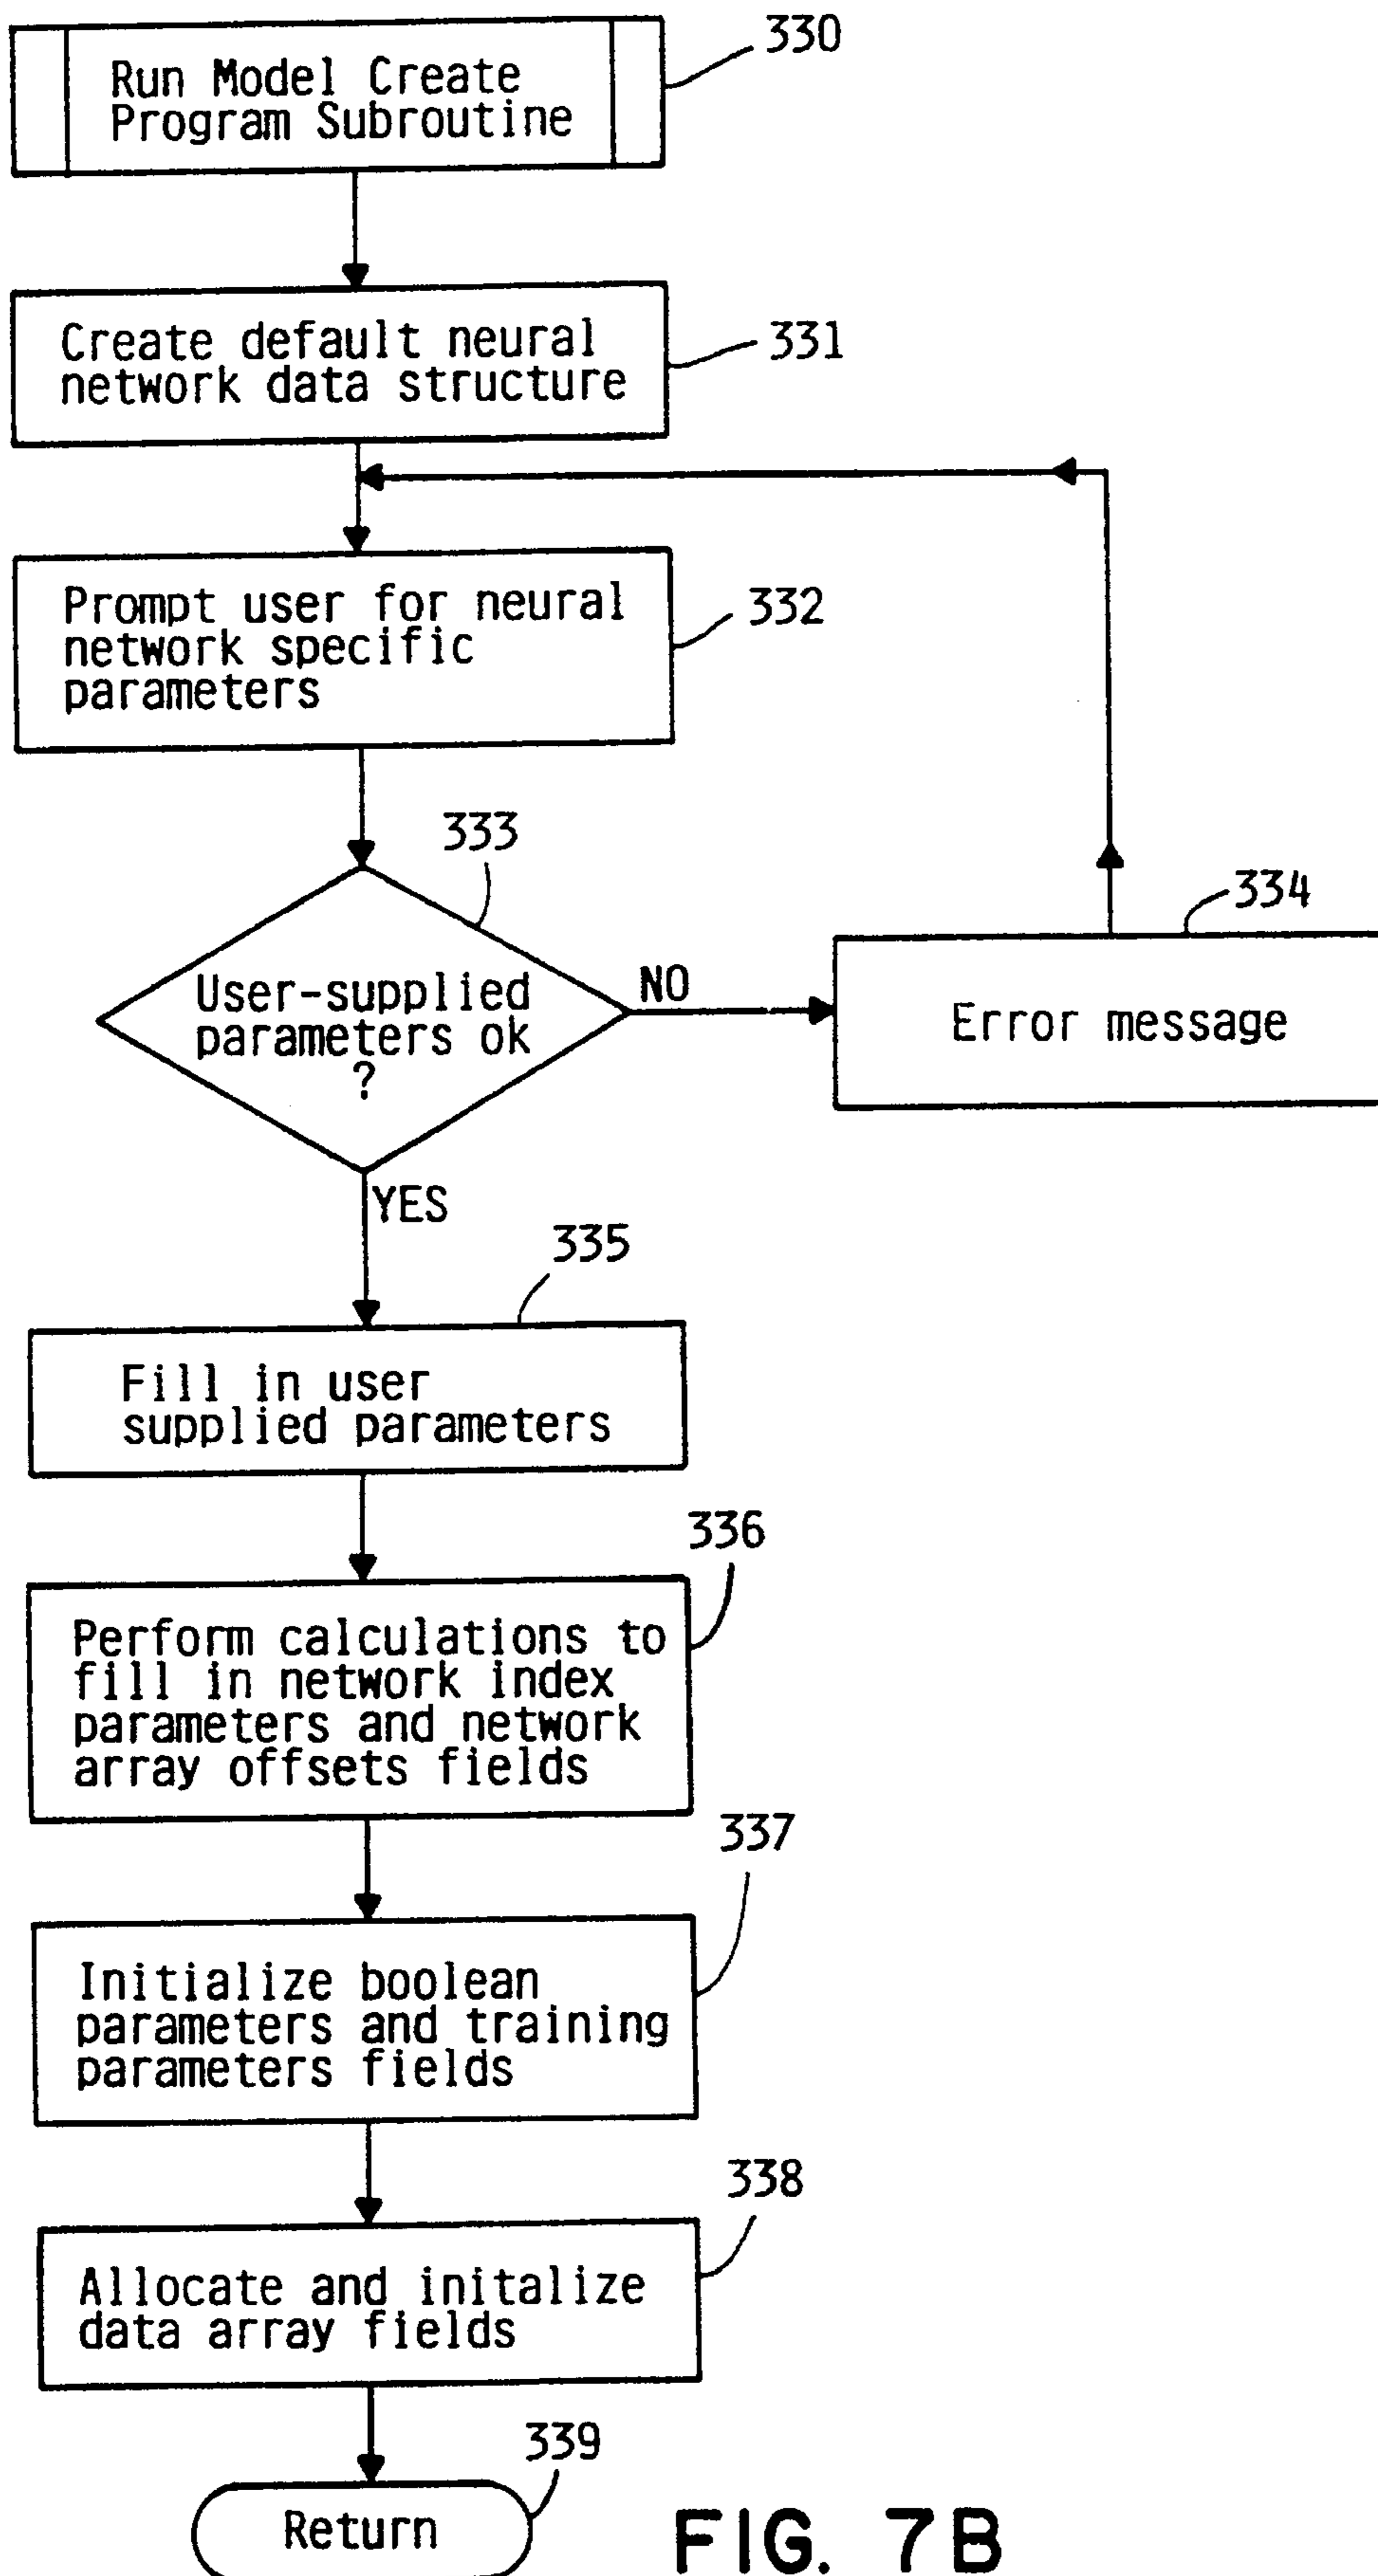 330
Run Model Create
Program Subroutine
331
Create default neural
network data structure
332
Prompt user for neural
network specific
parameters
333
User-supplied
parameters ok
?
NO
334
Error message
YES
335
Fill in user
supplied parameters
336
Perform calculations to
fill in network index
parameters and network
array offsets fields
337
Initialize boolean
parameters and training
parameters fields
338
Allocate and initalize
data array fields
339
Return
FIG. 7B